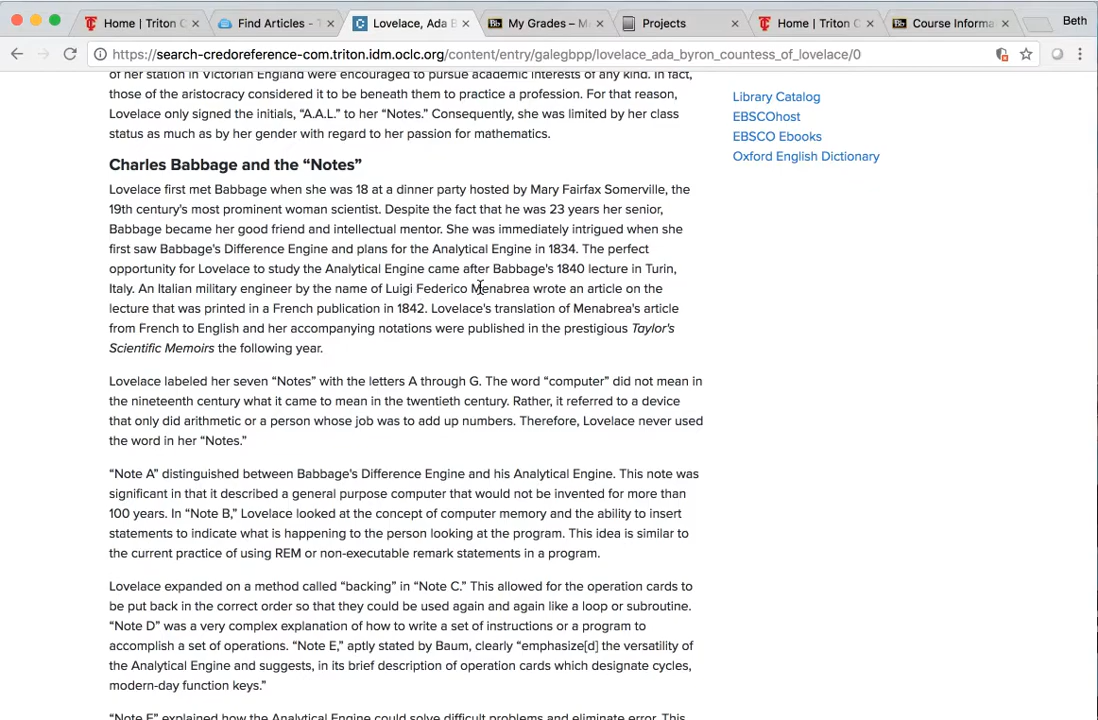 Home | Triton C
Find Articles - T
Lovelace, Ada B
My Grades – M
Projects
Home | Triton C
Course Informa
Beth
https://search-credoreference-com.triton.idm.oclc.org/content/entry/galegbpp/lovelace_ada_byron_countess_of_lovelace/0
of her station in Victorian England were encouraged to pursue academic interests of any kind. In fact,
those of the aristocracy considered it to be beneath them to practice a profession. For that reason,
Lovelace only signed the initials, “A.A.L.” to her “Notes.” Consequently, she was limited by her class
status as much as by her gender with regard to her passion for mathematics.
Charles Babbage and the “Notes”
Lovelace first met Babbage when she was 18 at a dinner party hosted by Mary Fairfax Somerville, the
19th century's most prominent woman scientist. Despite the fact that he was 23 years her senior,
Babbage became her good friend and intellectual mentor. She was immediately intrigued when she
first saw Babbage's Difference Engine and plans for the Analytical Engine in 1834. The perfect
opportunity for Lovelace to study the Analytical Engine came after Babbage's 1840 lecture in Turin,
Italy. An Italian military engineer by the name of Luigi Federico Menabrea wrote an article on the
lecture that was printed in a French publication in 1842. Lovelace's translation of Menabrea's article
from French to English and her accompanying notations were published in the prestigious Taylor's
Scientific Memoirs the following year.
Lovelace labeled her seven “Notes” with the letters A through G. The word “computer” did not mean in
the nineteenth century what it came to mean in the twentieth century. Rather, it referred to a device
that only did arithmetic or a person whose job was to add up numbers. Therefore, Lovelace never used
the word in her “Notes.”
“Note A” distinguished between Babbage's Difference Engine and his Analytical Engine. This note was
significant in that it described a general purpose computer that would not be invented for more than
100 years. In “Note B,” Lovelace looked at the concept of computer memory and the ability to insert
statements to indicate what is happening to the person looking at the program. This idea is similar to
the current practice of using REM or non-executable remark statements in a program.
Lovelace expanded on a method called “backing” in “Note C.” This allowed for the operation cards to
be put back in the correct order so that they could be used again and again like a loop or subroutine.
“Note D” was a very complex explanation of how to write a set of instructions or a program to
accomplish a set of operations. “Note E,” aptly stated by Baum, clearly “emphasize[d] the versatility of
the Analytical Engine and suggests, in its brief description of operation cards which designate cycles,
modern-day function keys.”
“Note F” explained how the Analytical Engine could solve difficult problems and eliminate error. This
Library Catalog
EBSCOhost
EBSCO Ebooks
Oxford English Dictionary